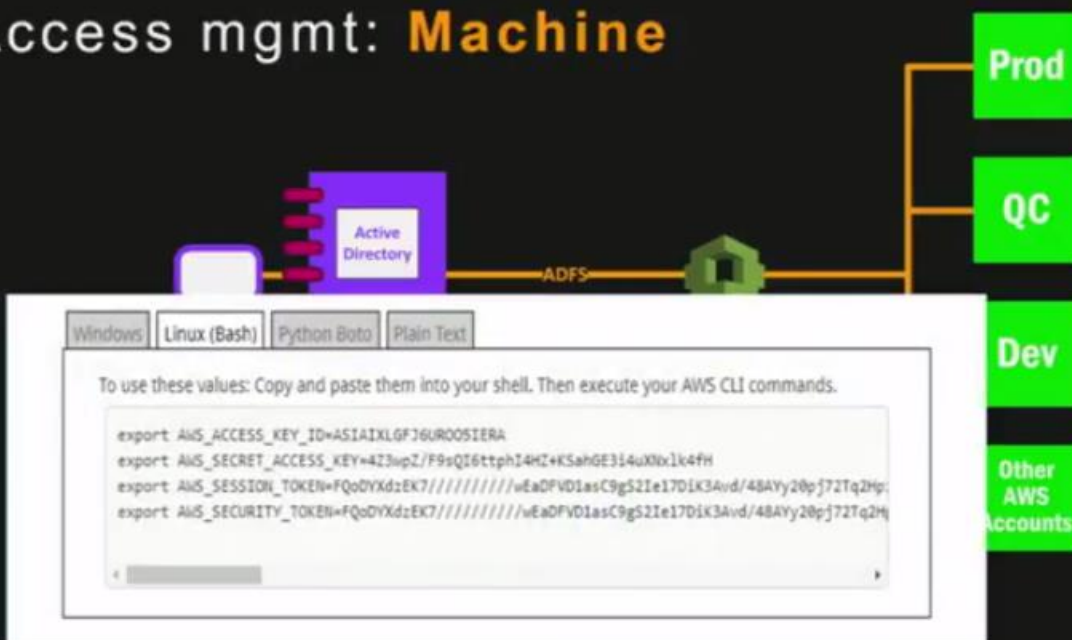 ccess mgmt: Machine
Prod
QC
Active
Directory
ADFS
Windows
Linux (Bash)
Python Boto
Plain Text
Dev
To use these values: Copy and paste them into your shell. Then execute your AWS CLI commands.
export AWS_ACCESS_KEY_ID=
export AWS_SECRET_ACCESS_KEY=
export AWS_SESSION_TOKEN=
export AWS_SECURITY_TOKEN=
Other
AWS
Accounts